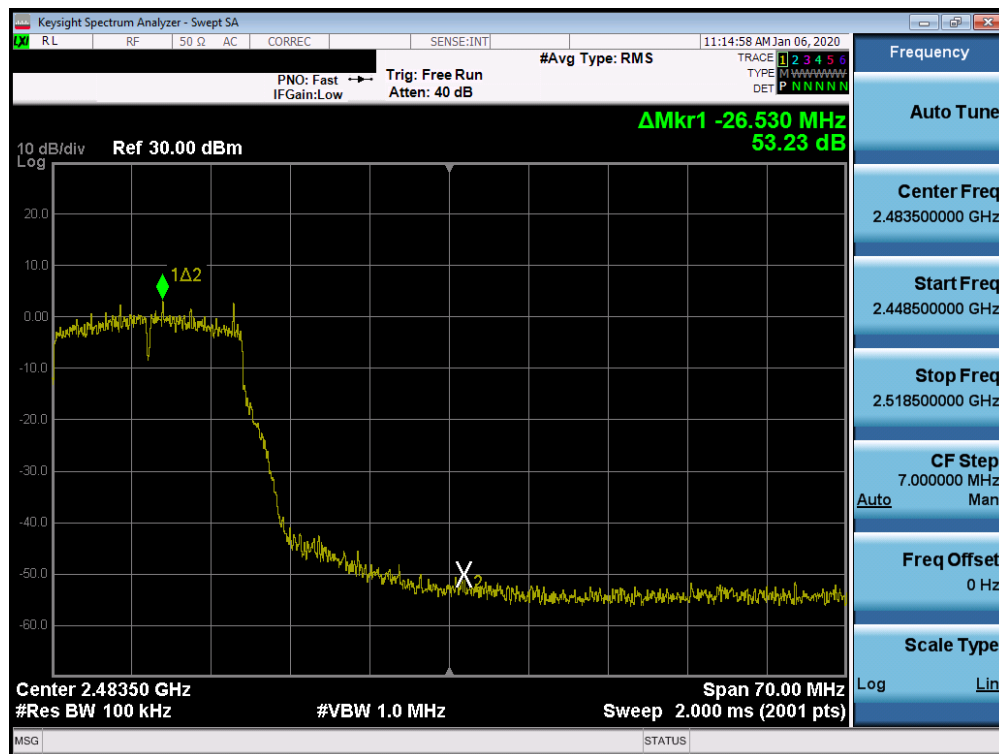 Keysight Spectrum Analyzer - Swept SA
LXI RL RF 50 Ω AC CORREC SENSE:INT 11:14:58 AM Jan 06, 2020
#Avg Type: RMS TRACE 1 2 3 4 5 6
PNO: Fast Trig: Free Run TYPE M WWWWW
IFGain:Low Atten: 40 dB DET P N N N N N
ΔMkr1 -26.530 MHz
53.23 dB
10 dB/div Ref 30.00 dBm
Log
20.0
10.0
1Δ2
0.00
-10.0
-20.0
-30.0
-40.0
-50.0
2
-60.0
Center 2.48350 GHz Span 70.00 MHz
#Res BW 100 kHz #VBW 1.0 MHz Sweep 2.000 ms (2001 pts)
MSG STATUS
Frequency
Auto Tune
Center Freq
2.483500000 GHz
Start Freq
2.448500000 GHz
Stop Freq
2.518500000 GHz
CF Step
7.000000 MHz
Auto Man
Freq Offset
0 Hz
Scale Type
Log Lin